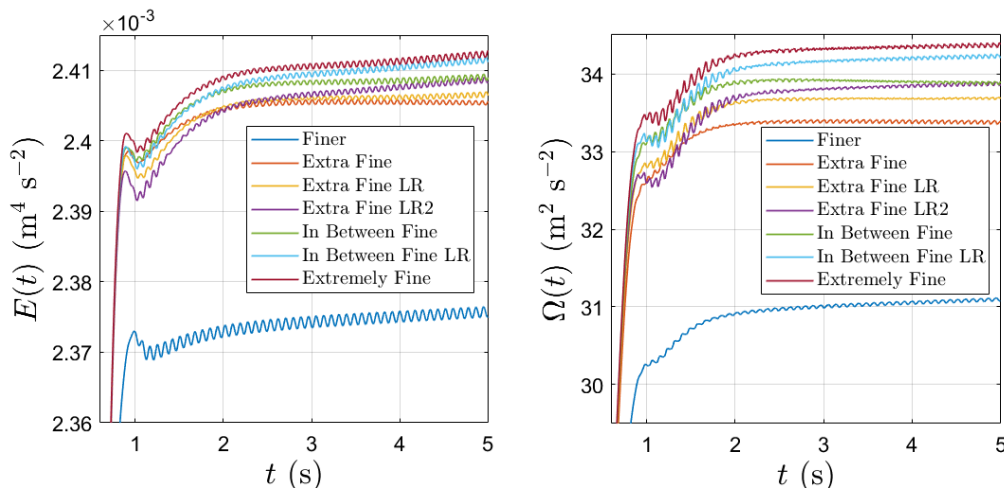 ×10⁻³
E(t) (m⁴ s⁻²)
2.41
2.4
2.39
2.38
2.37
2.36
Finer
Extra Fine
Extra Fine LR
Extra Fine LR2
In Between Fine
In Between Fine LR
Extremely Fine
1 2 3 4 5
t (s)
Ω(t) (m² s⁻²)
34
33
32
31
30
Finer
Extra Fine
Extra Fine LR
Extra Fine LR2
In Between Fine
In Between Fine LR
Extremely Fine
1 2 3 4 5
t (s)